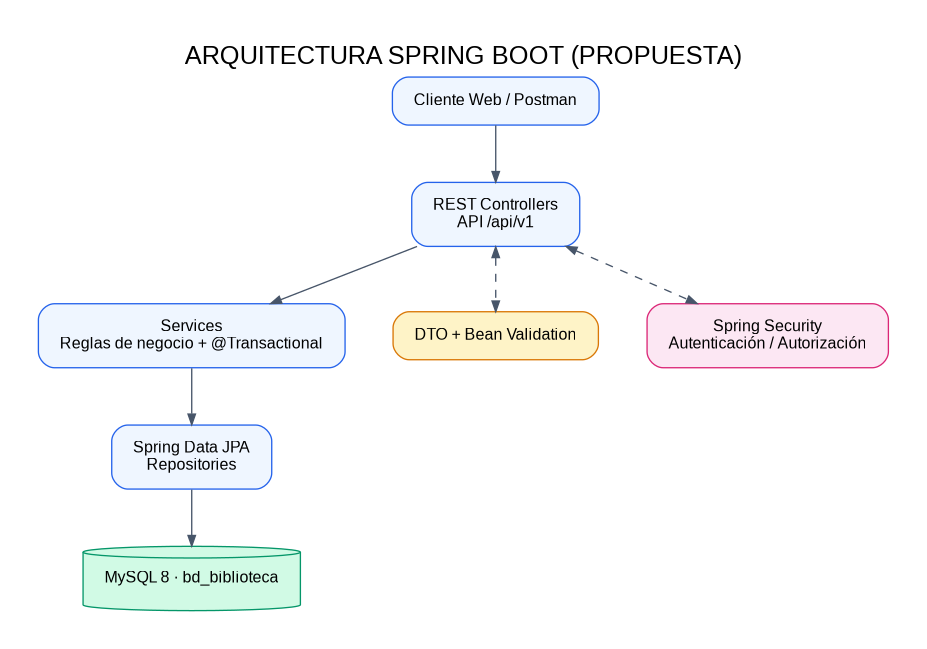 ARQUITECTURA SPRING BOOT (PROPUESTA)
Cliente Web / Postman
REST Controllers
API /api/v1
Services
Reglas de negocio + @Transactional
DTO + Bean Validation
Spring Security
Autenticación / Autorización
Spring Data JPA
Repositories
MySQL 8 · bd_biblioteca